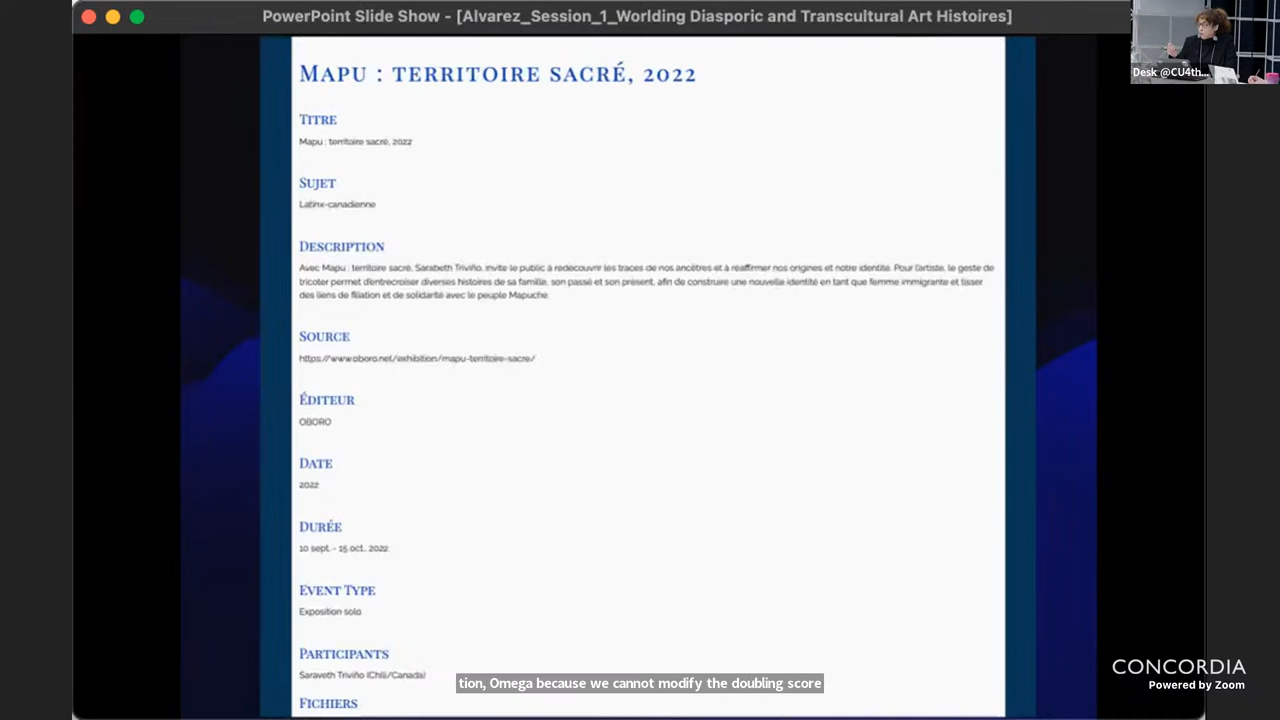 PowerPoint Slide Show - [Alvarez_Session_1_Worlding Diasporic and Transcultural Art Histoires]
Desk @CU4th...
MAPU : TERRITOIRE SACRÉ, 2022
TITRE
Mapu : territoire sacré, 2022
SUJET
Latinx-canadienne
DESCRIPTION
Avec Mapu : territoire sacré, Sarabeth Triviño, invite le public à redécouvrir les traces de nos ancêtres et à réaffirmer nos origines et notre identité. Pour l'artiste, le geste de
tricoter permet d'entrecroiser diverses histoires de sa famille, son passé et son présent, afin de construire une nouvelle identité en tant que femme immigrante et tisser
des liens de filiation et de solidarité avec le peuple Mapuche.
SOURCE
https://www.oboro.net/exhibition/mapu-territoire-sacre/
ÉDITEUR
OBORO
DATE
2022
DURÉE
10 sept. - 15 oct., 2022
EVENT TYPE
Exposition solo
PARTICIPANTS
Saraveth Triviño (Chili/Canada)
FICHIERS
tion, Omega because we cannot modify the doubling score
CONCORDIA
Powered by Zoom